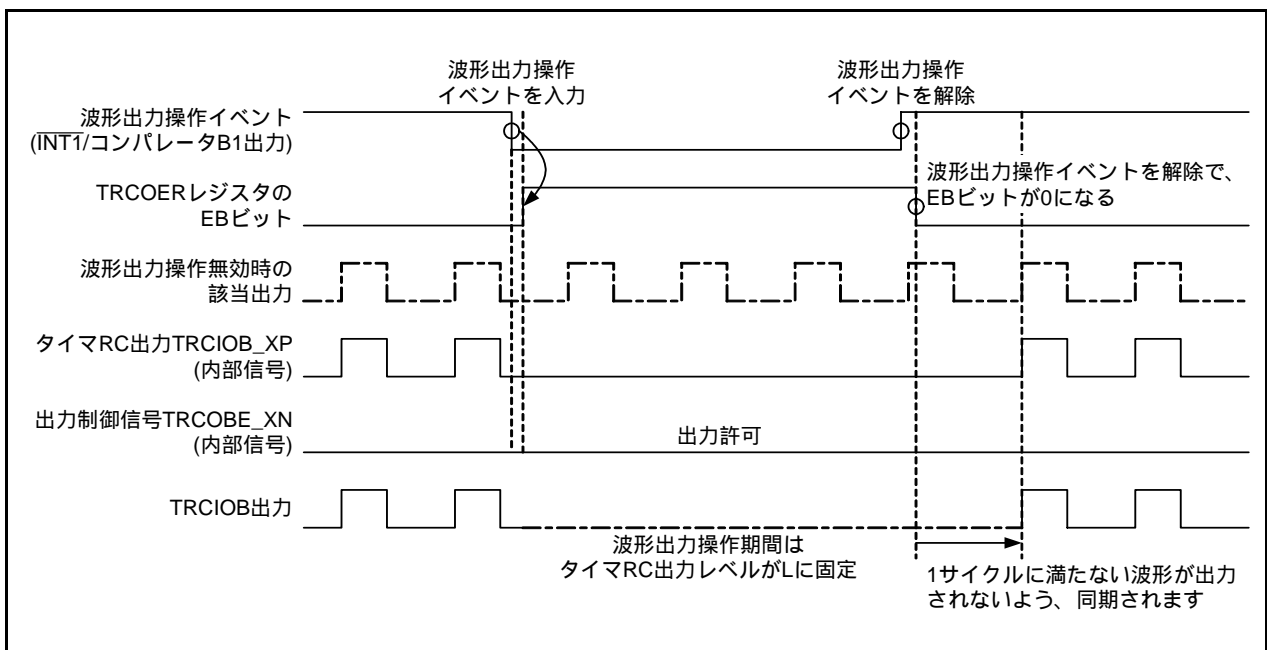 波形出力操作
イベントを入力
波形出力操作
イベントを解除
波形出力操作イベント
(INT1/コンパレータB1出力)
波形出力操作イベントを解除で、
EBビットが0になる
TRCOERレジスタの
EBビット
波形出力操作無効時の
該当出力
タイマRC出力TRCIOB_XP
(内部信号)
出力制御信号TRCOBE_XN
(内部信号)
出力許可
TRCIOB出力
波形出力操作期間は
タイマRC出力レベルがLに固定
1サイクルに満たない波形が出力
されないよう、同期されます